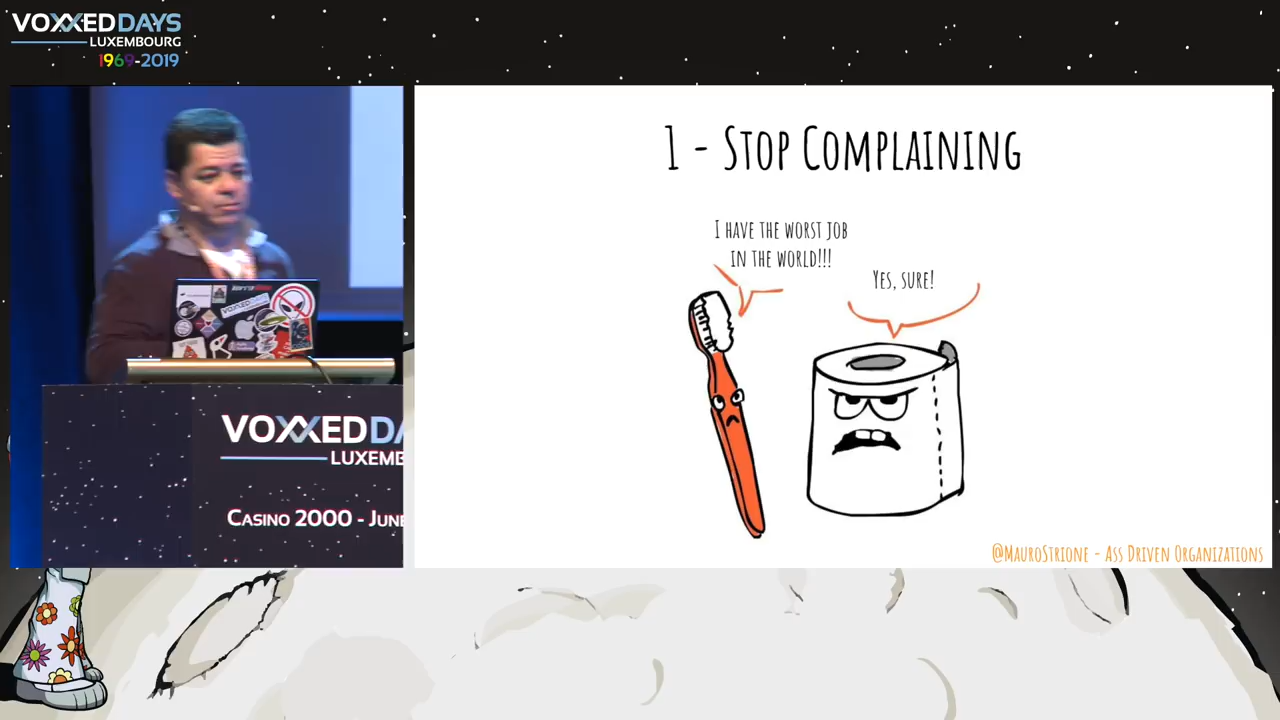 VOXXED DAYS
LUXEMBOURG
1969-2019
1 - Stop Complaining
I have the worst job
in the world!!!
Yes, sure!
VOXXED DA
LUXEMB
Casino 2000 - June
@MauroStrione - Ass Driven Organizations